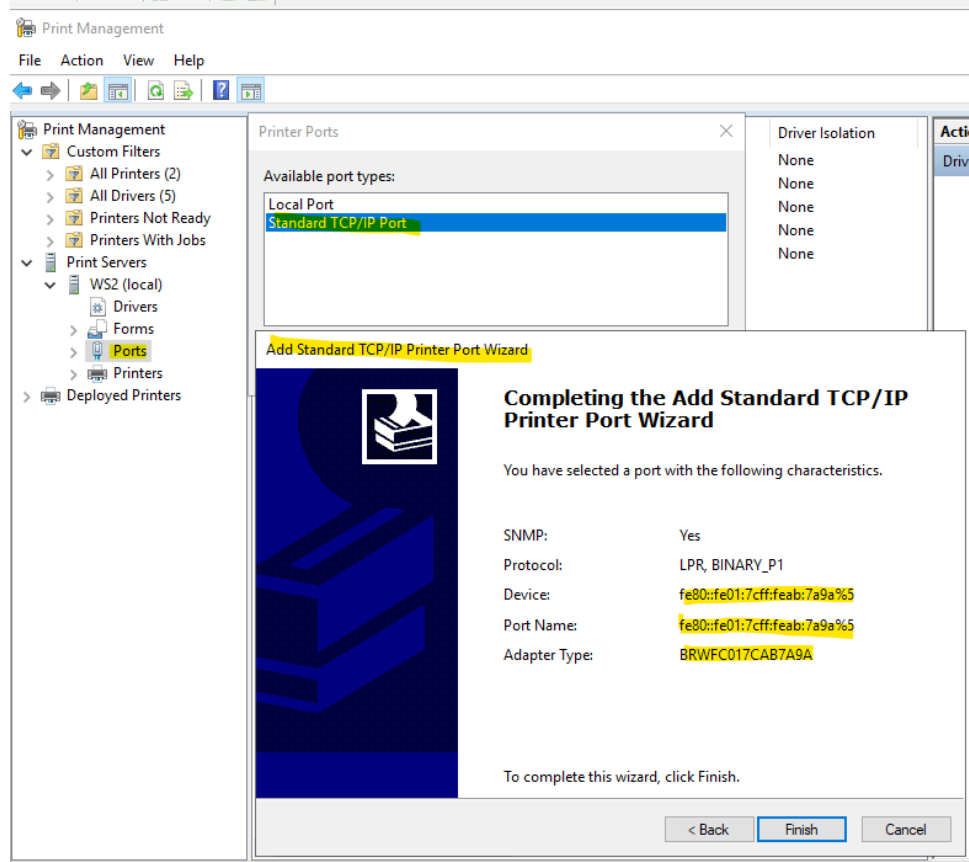 Print Management
File Action View Help
Print Management
Custom Filters
All Printers (2)
All Drivers (5)
Printers Not Ready
Printers With Jobs
Print Servers
WS2 (local)
Drivers
Forms
Ports
Printers
Deployed Printers
Printer Ports
Available port types:
Local Port
Standard TCP/IP Port
Driver Isolation
None
None
None
None
None
Acti
Driv
Add Standard TCP/IP Printer Port Wizard
Completing the Add Standard TCP/IP
Printer Port Wizard
You have selected a port with the following characteristics.
SNMP: Yes
Protocol: LPR, BINARY_P1
Device: fe80::fe01:7cff:feab:7a9a%5
Port Name: fe80::fe01:7cff:feab:7a9a%5
Adapter Type: BRWFC017CAB7A9A
To complete this wizard, click Finish.
< Back Finish Cancel